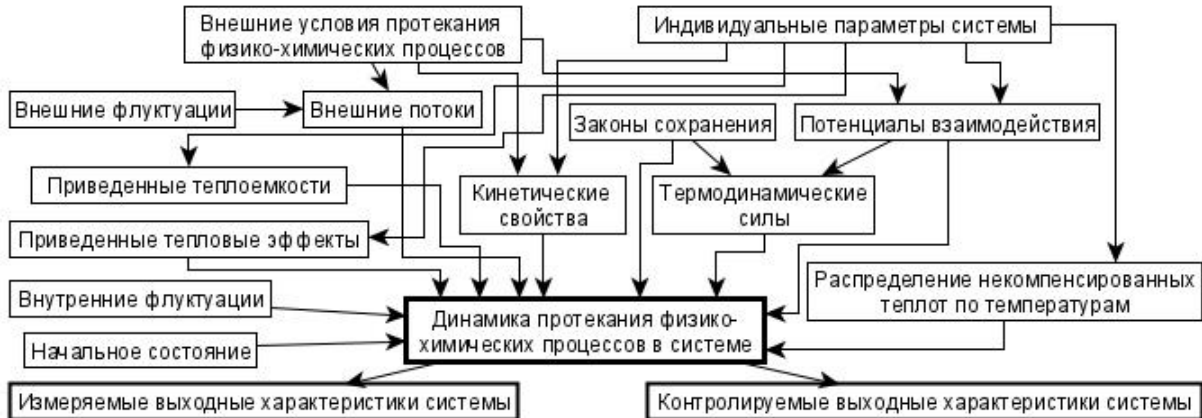 Внешние условия протекания
физико-химических процессов
Индивидуальные параметры системы
Внешние флуктуации
Внешние потоки
Законы сохранения
Потенциалы взаимодействия
Приведенные теплоемкости
Кинетические
свойства
Термодинамические
силы
Приведенные тепловые эффекты
Внутренние флуктуации
Распределение некомпенсированных
теплот по температурам
Динамика протекания физико-
химических процессов в системе
Начальное состояние
Измеряемые выходные характеристики системы
Контролируемые выходные характеристики системы